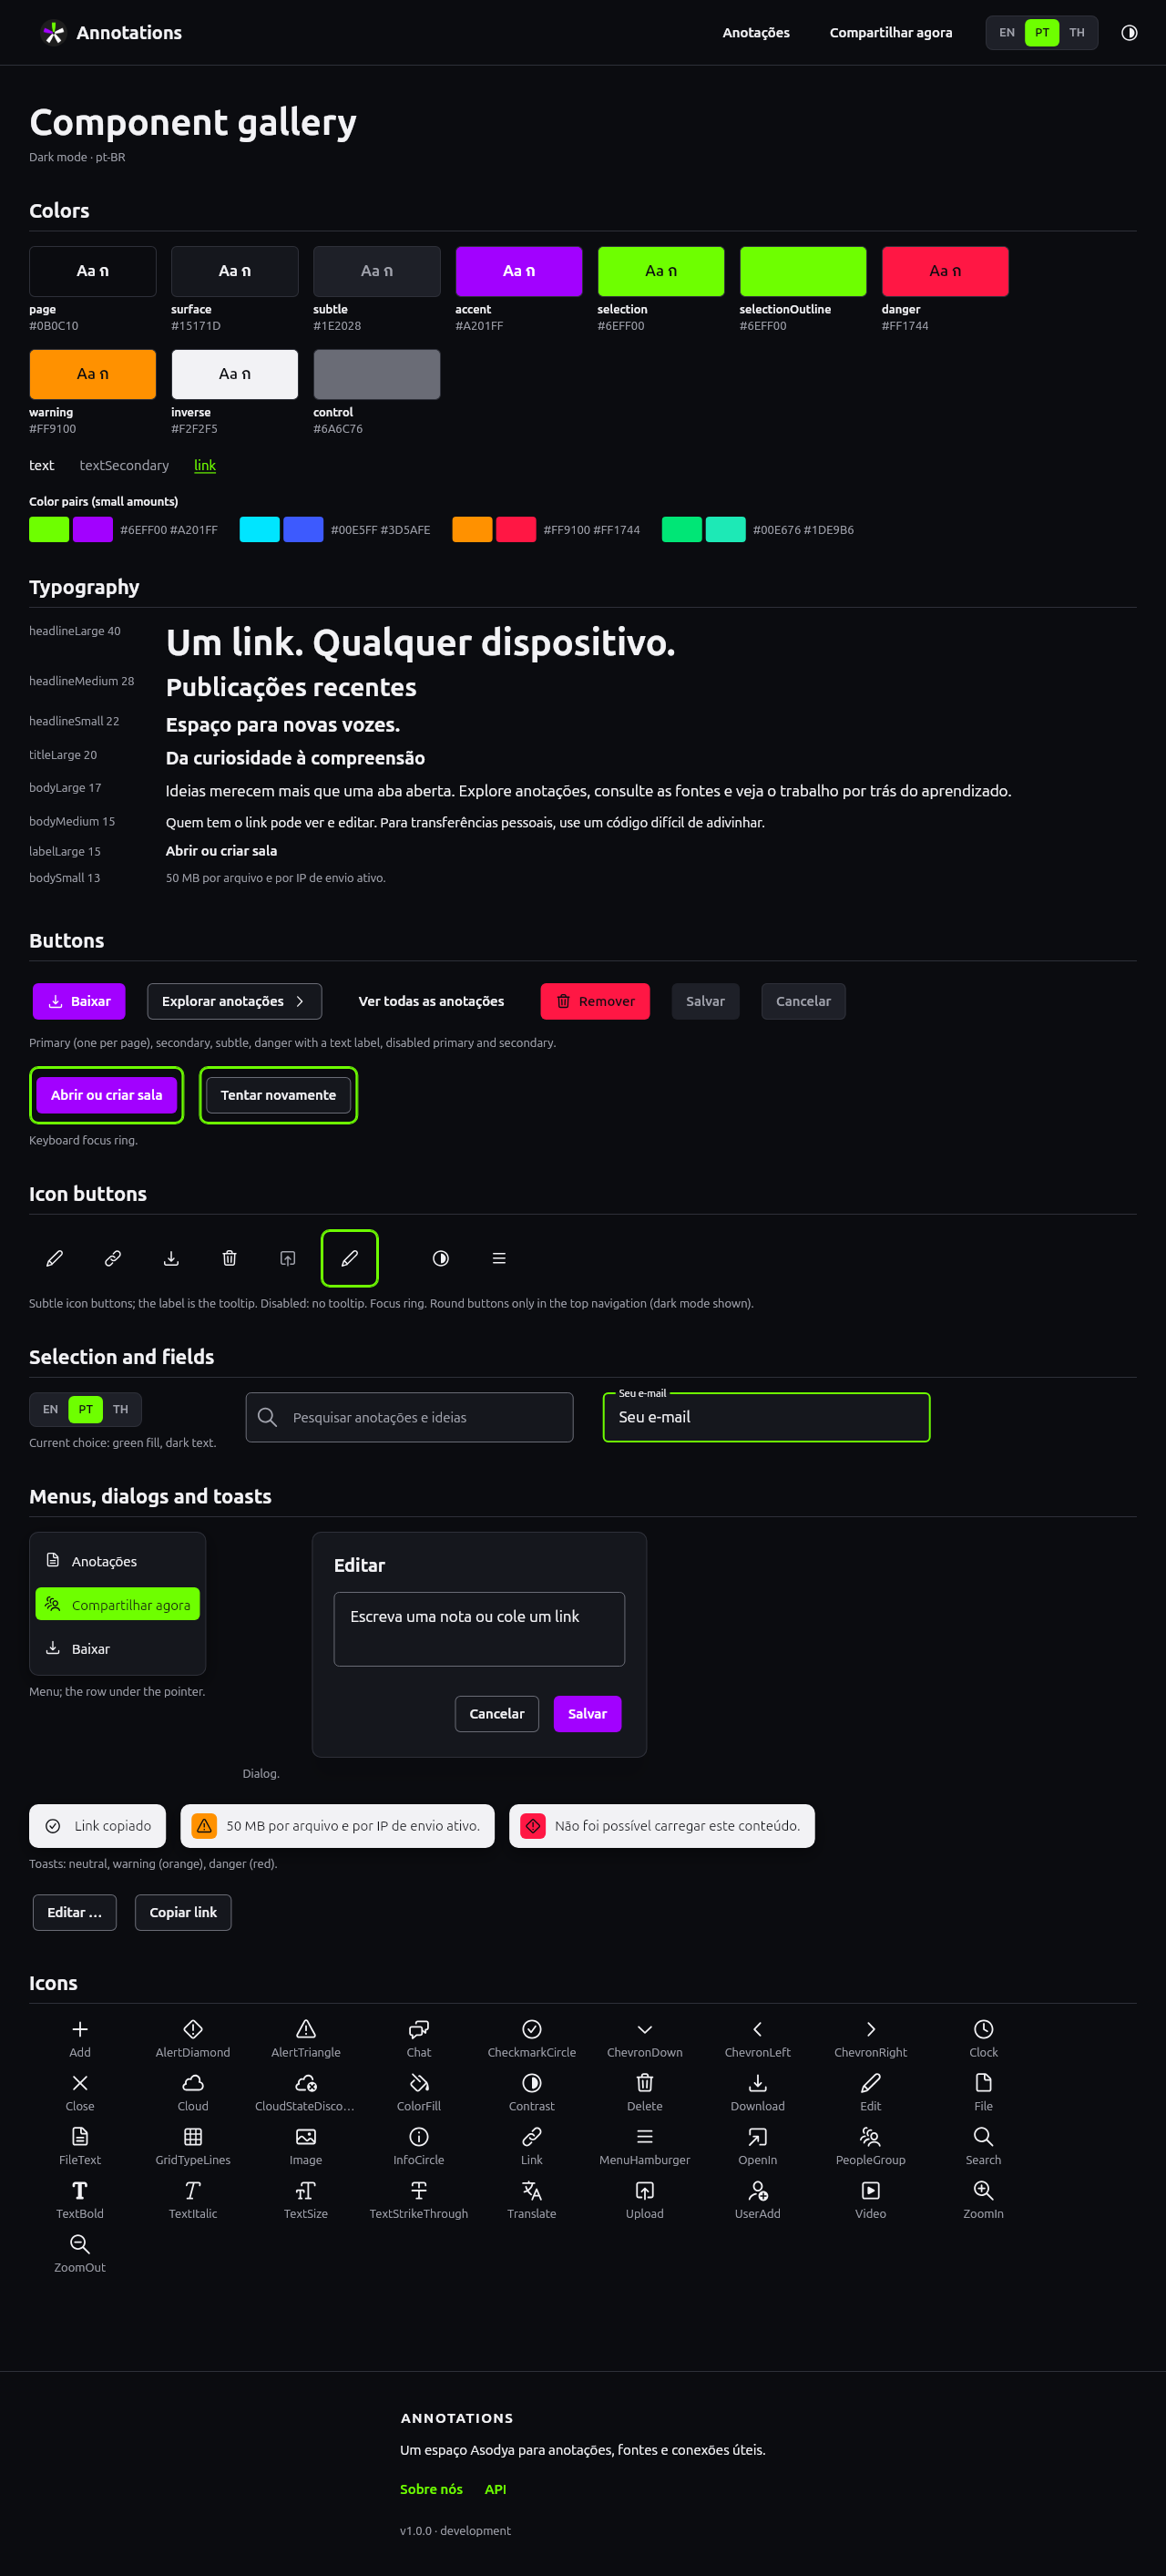 Annotations
Anotações
Compartilhar agora
EN PT TH
Component gallery
Dark mode · pt-BR
Colors
Aa ก Aa ก Aa ก Aa ก Aa ก Aa ก
page surface subtle accent selection selectionOutline danger
#0B0C10 #15171D #1E2028 #A201FF #6EFF00 #6EFF00 #FF1744
Aa ก Aa ก
warning inverse control
#FF9100 #F2F2F5 #6A6C76
text textSecondary link
Color pairs (small amounts)
#6EFF00 #A201FF #00E5FF #3D5AFE #FF9100 #FF1744 #00E676 #1DE9B6
Typography
headlineLarge 40 Um link. Qualquer dispositivo.
headlineMedium 28 Publicações recentes
headlineSmall 22 Espaço para novas vozes.
titleLarge 20 Da curiosidade à compreensão
bodyLarge 17 Ideias merecem mais que uma aba aberta. Explore anotações, consulte as fontes e veja o trabalho por trás do aprendizado.
bodyMedium 15 Quem tem o link pode ver e editar. Para transferências pessoais, use um código difícil de adivinhar.
labelLarge 15 Abrir ou criar sala
bodySmall 13 50 MB por arquivo e por IP de envio ativo.
Buttons
Baixar Explorar anotações Ver todas as anotações Remover Salvar Cancelar
Primary (one per page), secondary, subtle, danger with a text label, disabled primary and secondary.
Abrir ou criar sala Tentar novamente
Keyboard focus ring.
Icon buttons
Subtle icon buttons; the label is the tooltip. Disabled: no tooltip. Focus ring. Round buttons only in the top navigation (dark mode shown).
Selection and fields
EN PT TH
Current choice: green fill, dark text.
Pesquisar anotações e ideias
Seu e-mail
Seu e-mail
Menus, dialogs and toasts
Anotações
Compartilhar agora
Baixar
Menu; the row under the pointer.
Editar
Escreva uma nota ou cole um link
Cancelar Salvar
Dialog.
Link copiado 50 MB por arquivo e por IP de envio ativo. Não foi possível carregar este conteúdo.
Toasts: neutral, warning (orange), danger (red).
Editar ... Copiar link
Icons
Add AlertDiamond AlertTriangle Chat CheckmarkCircle ChevronDown ChevronLeft ChevronRight Clock
Close Cloud CloudStateDisco... ColorFill Contrast Delete Download Edit File
FileText GridTypeLines Image InfoCircle Link MenuHamburger OpenIn PeopleGroup Search
TextBold TextItalic TextSize TextStrikeThrough Translate Upload UserAdd Video ZoomIn
ZoomOut
ANNOTATIONS
Um espaço Asodya para anotações, fontes e conexões úteis.
Sobre nós API
v1.0.0 · development